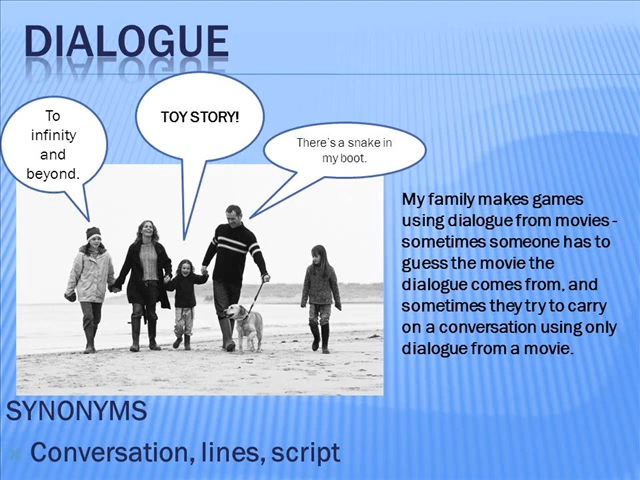 DIALOGUE
To
infinity
and
beyond.
TOY STORY!
There's a snake in
my boot.
My family makes games
using dialogue from movies -
sometimes someone has to
guess the movie the
dialogue comes from, and
sometimes they try to carry
on a conversation using only
dialogue from a movie.
SYNONYMS
Conversation, lines, script